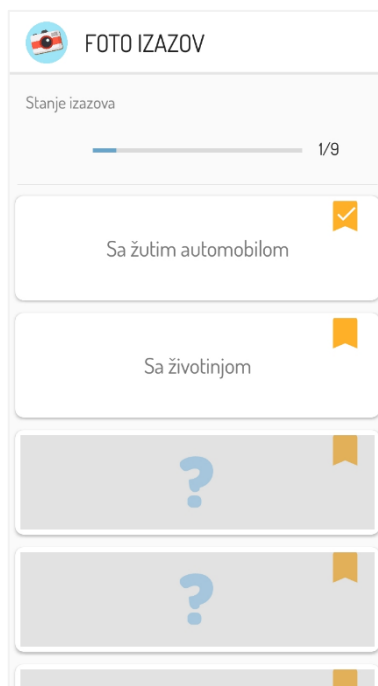 FOTO IZAZOV
Stanje izazova
1/9
Sa žutim automobilom
Sa životinjom
?
?